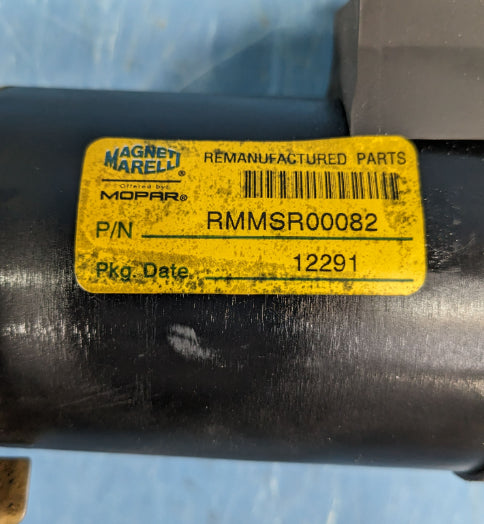 MAGNETI
MARELLI®
REMANUFACTURED PARTS
Offered by:
MOPAR®
P/N RMMSR00082
Pkg. Date 12291